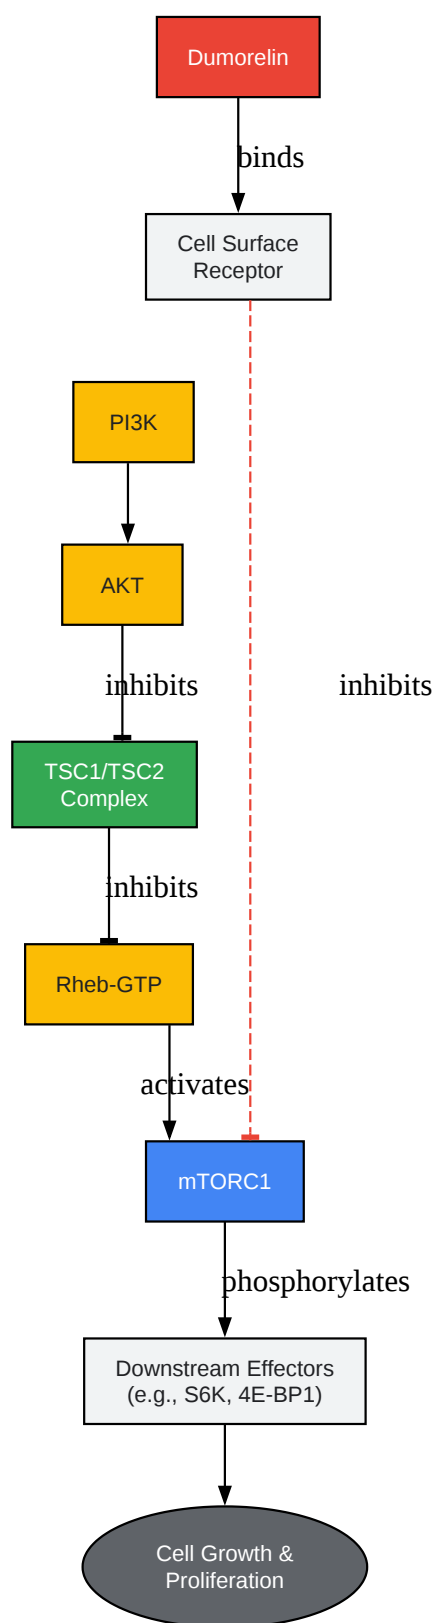 Dumorelin
binds
Cell Surface
Receptor
PI3K
AKT
inhibits
inhibits
TSC1/TSC2
Complex
inhibits
Rheb-GTP
activates
mTORC1
phosphorylates
Downstream Effectors
(e.g., S6K, 4E-BP1)
Cell Growth &
Proliferation